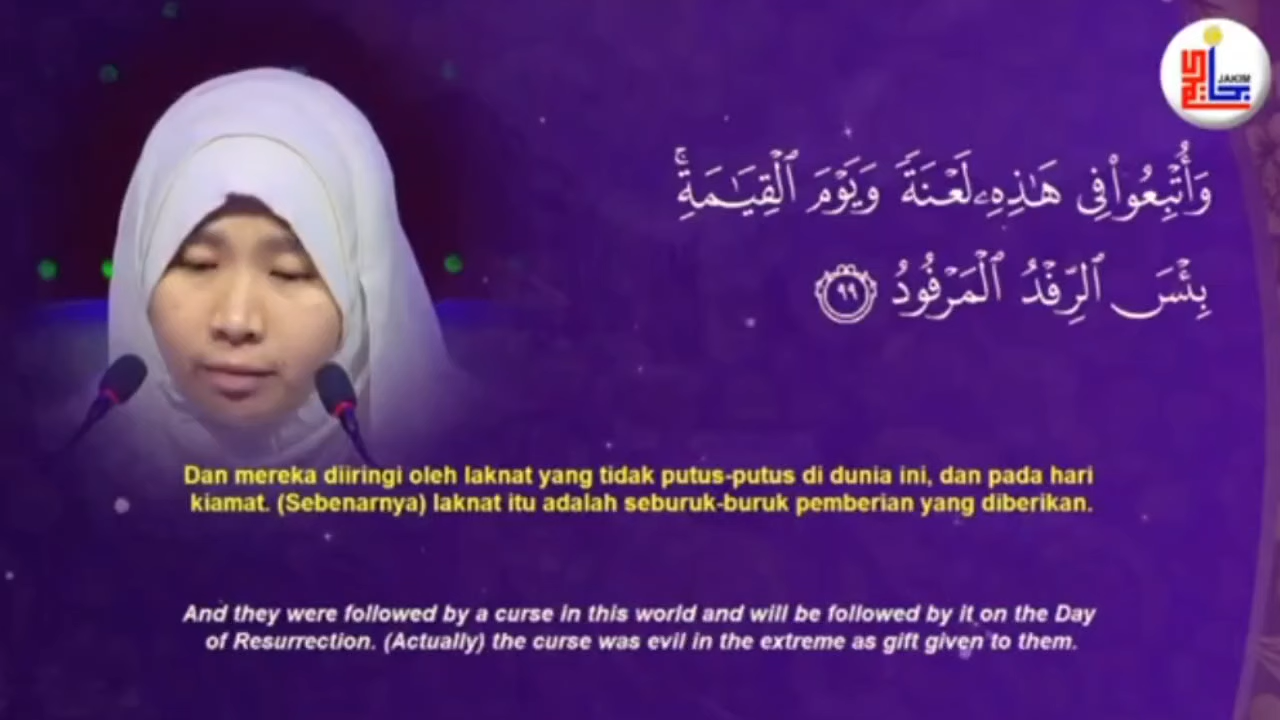 JAKIM
وَأُتۡبِعُواْ فِي هَٰذِهِۦ لَعۡنَةٗ وَيَوۡمَ ٱلۡقِيَٰمَةِۚ
بِئۡسَ ٱلرِّفۡدُ ٱلۡمَرۡفُودُ ٩٩
Dan mereka diiringi oleh laknat yang tidak putus-putus di dunia ini, dan pada hari
kiamat. (Sebenarnya) laknat itu adalah seburuk-buruk pemberian yang diberikan.
And they were followed by a curse in this world and will be followed by it on the Day
of Resurrection. (Actually) the curse was evil in the extreme as gift given to them.